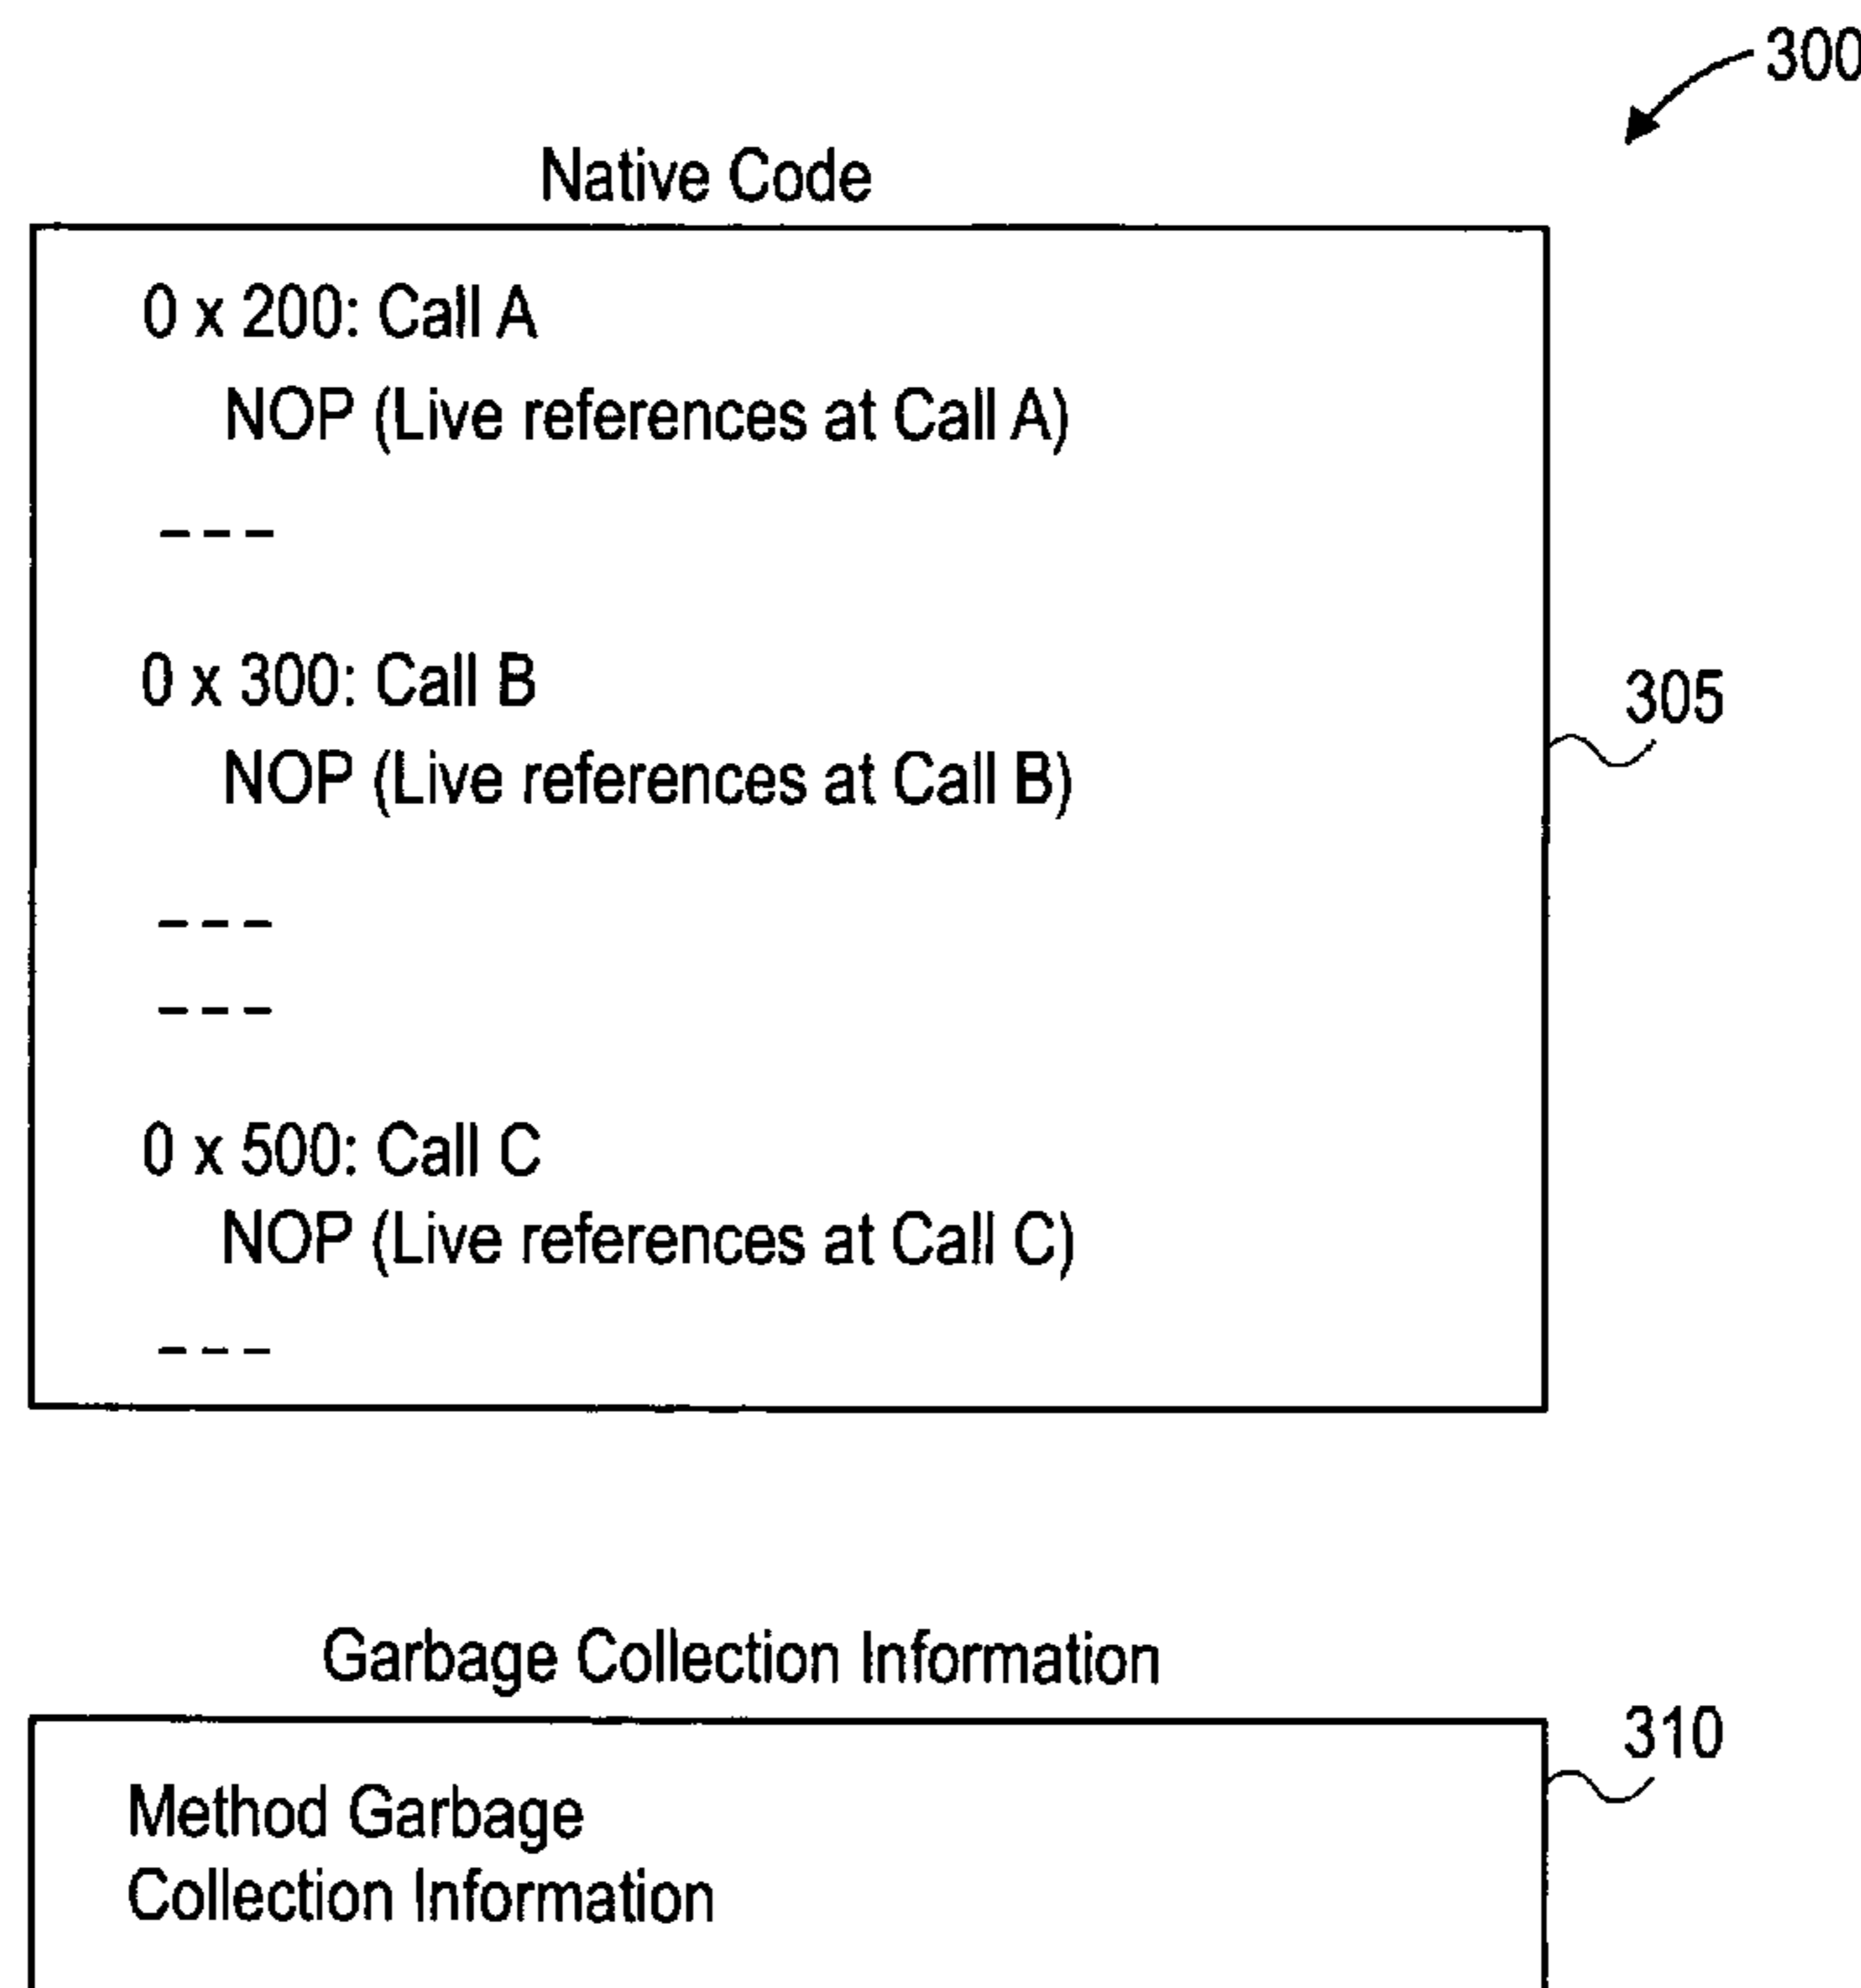 300
Native Code
0 x 200: Call A
NOP (Live references at Call A)
---
0 x 300: Call B
305
NOP (Live references at Call B)
---
---
0 x 500: Call C
NOP (Live references at Call C)
---
Garbage Collection Information
310
Method Garbage
Collection Information